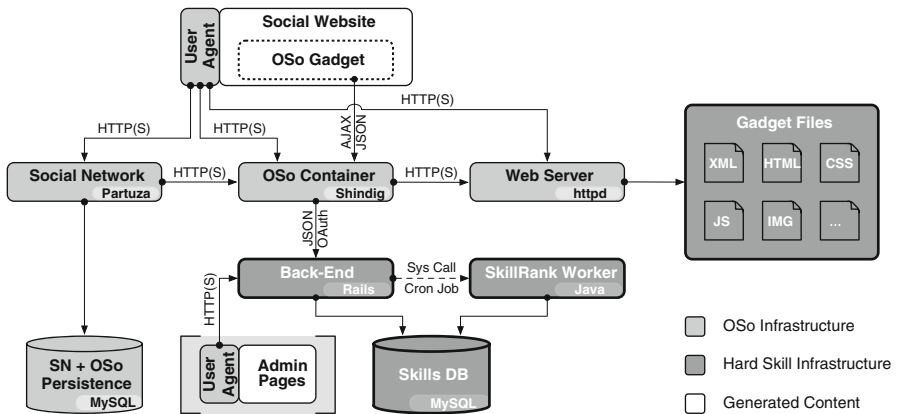 Social Website
User
Agent
OSo Gadget
HTTP(S)
HTTP(S)
AJAX
JSON
HTTP(S)
Gadget Files
XML
HTML
CSS
JS
IMG
...
Social Network
Partuza
HTTP(S)
OSo Container
Shindig
HTTP(S)
Web Server
httpd
JSON
OAuth
Back-End
Rails
Sys Call
Cron Job
SkillRank Worker
Java
HTTP(S)
SN + OSo
Persistence
MySQL
User
Agent
Admin
Pages
Skills DB
MySQL
OSo Infrastructure
Hard Skill Infrastructure
Generated Content